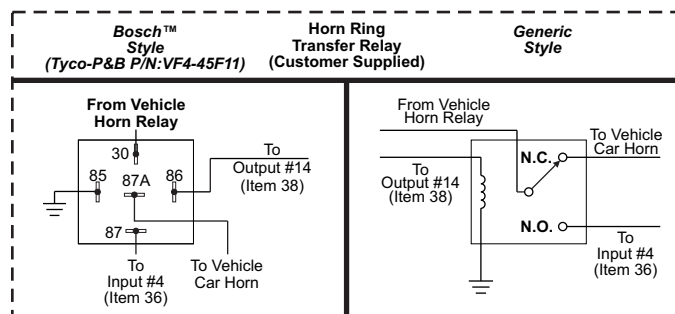 Bosch™
Style
(Tyco-P&B P/N:VF4-45F11)
Horn Ring
Transfer Relay
(Customer Supplied)
Generic
Style
From Vehicle
Horn Relay
30
85
87A
86
87
To
Output #14
(Item 38)
To
Input #4
(Item 36)
To Vehicle
Car Horn
From Vehicle
Horn Relay
To
Output #14
(Item 38)
N.C.
To Vehicle
Car Horn
N.O.
To
Input #4
(Item 36)